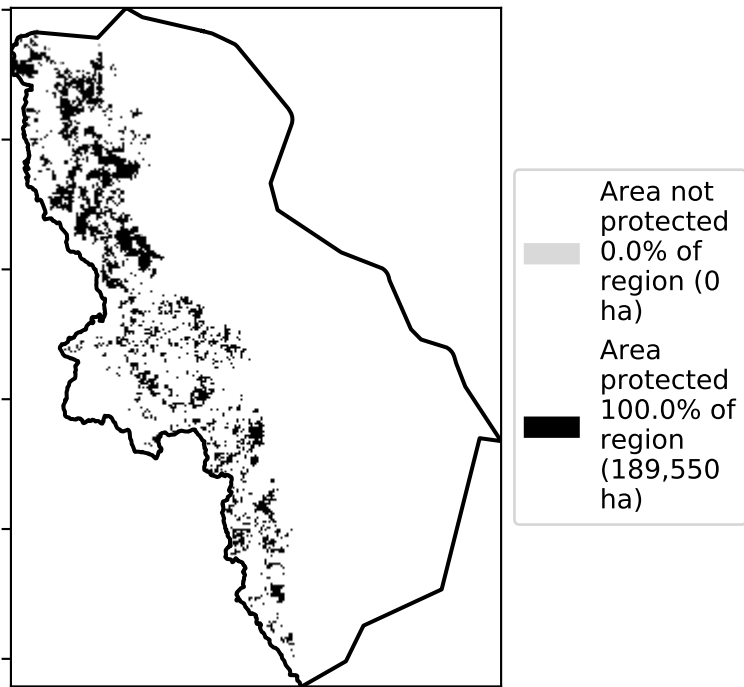 Area not
protected
0.0% of
region (0
ha)
Area
protected
100.0% of
region
(189,550
ha)